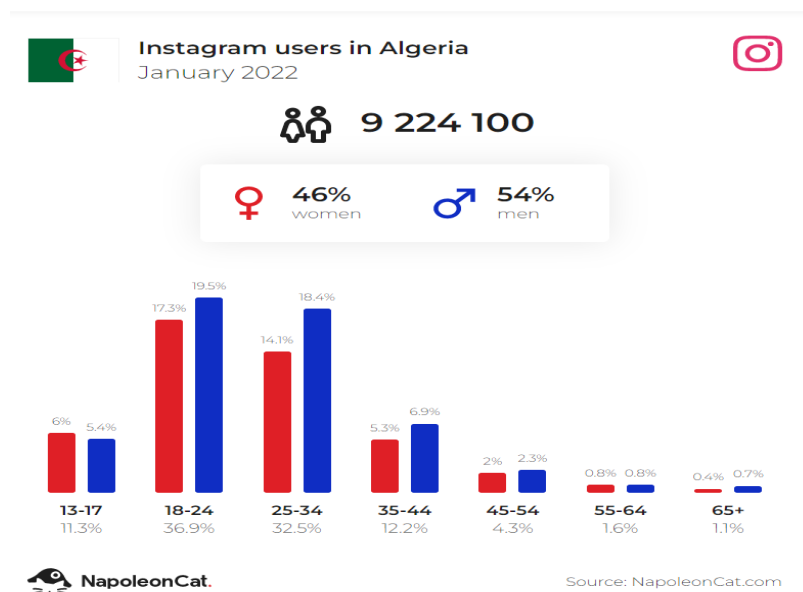 Instagram users in Algeria
January 2022
9 224 100
46%
women
54%
men
6% 5.4% 17.3% 19.5% 14.1% 18.4% 5.3% 6.9% 2% 2.3% 0.8% 0.8% 0.4% 0.7%
13-17 18-24 25-34 35-44 45-54 55-64 65+
11.3% 36.9% 32.5% 12.2% 4.3% 1.6% 1.1%
NapoleonCat. Source: NapoleonCat.com